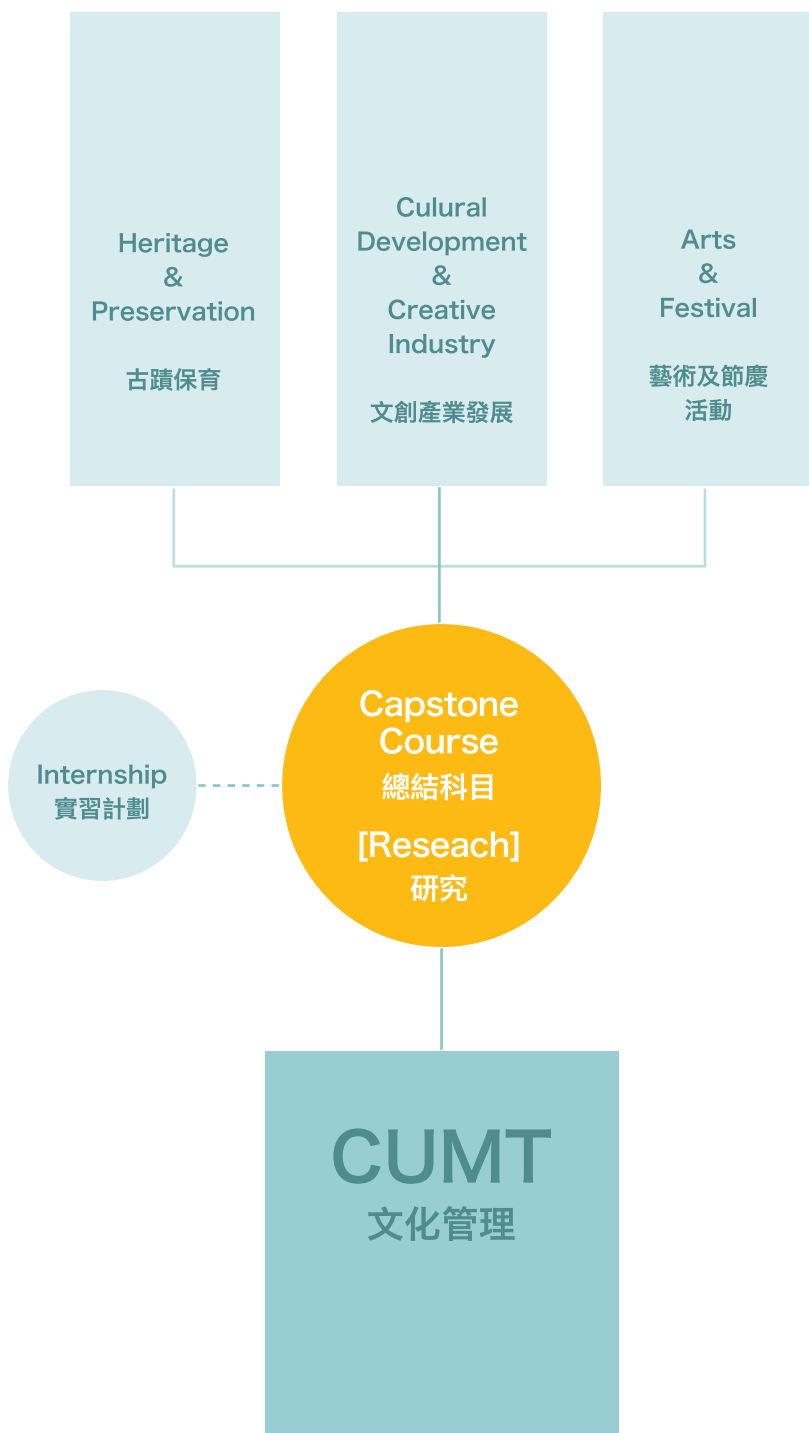 Heritage
&
Preservation
古蹟保育
Culural
Development
&
Creative
Industry
文創產業發展
Arts
&
Festival
藝術及節慶
活動
Capstone
Course
總結科目
[Reseach]
研究
Internship
實習計劃
CUMT
文化管理